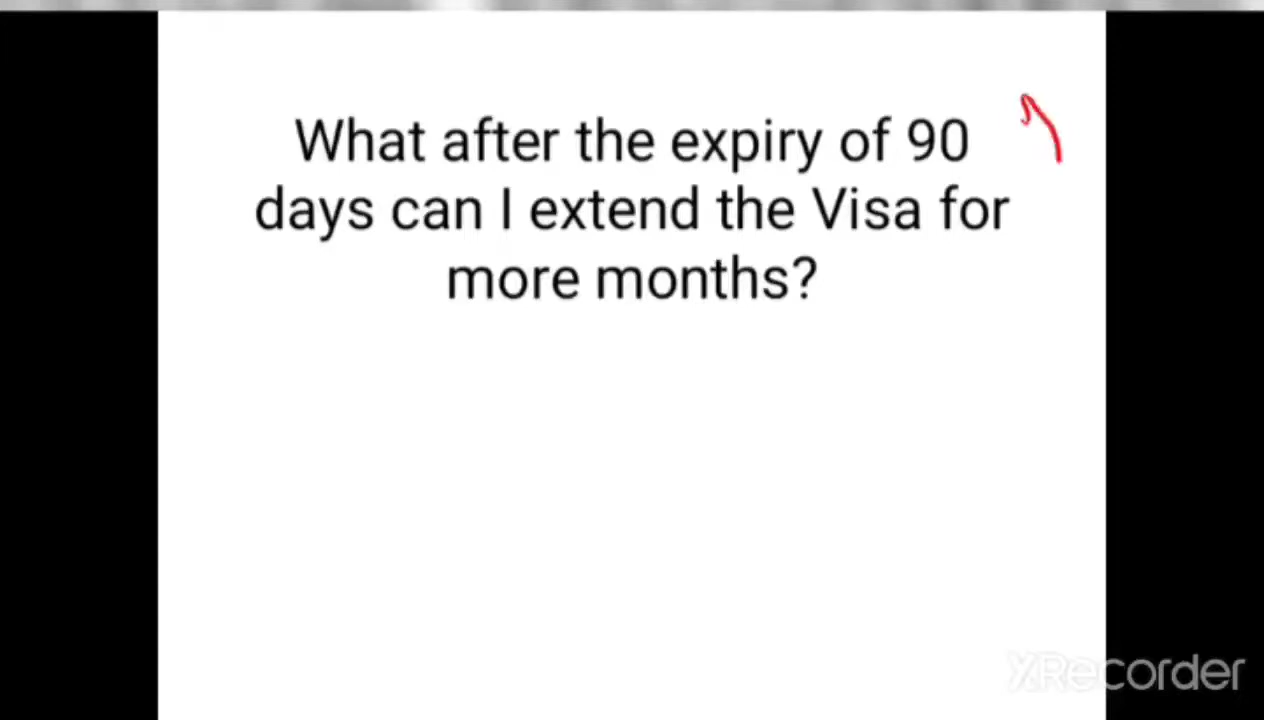 What after the expiry of 90
days can I extend the Visa for
more months?
XRecorder